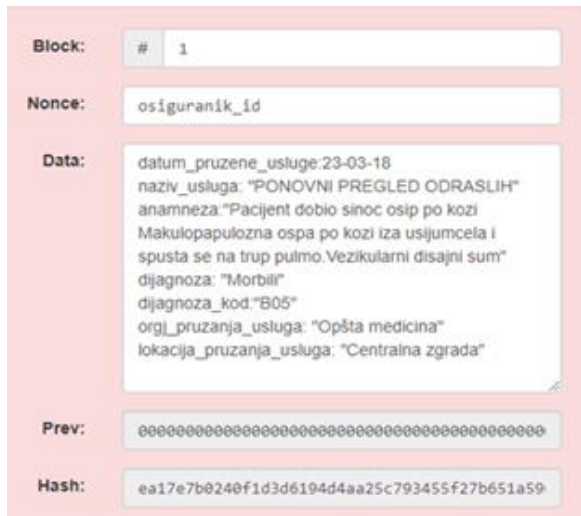 Block: # 1
Nonce: osiguranik_id
Data: datum_pruzene_usluge:23-03-18
naziv_usluga: "PONOVNI PREGLED ODRASLIH"
anamneza:"Pacijent dobio sinoc osip po kozi
Makulopapulozna ospa po kozi iza usijumcela i
spusta se na trup pulmo.Vezikularni disajni sum"
dijagnoza: "Morbili"
dijagnoza_kod:"B05"
orgj_pruzanja_usluga: "Opšta medicina"
lokacija_pruzanja_usluga: "Centralna zgrada"
Prev: 00000000000000000000000000000000000000000000
Hash: ea17e7b0240f1d3d6194d4aa25c793455f27b651a59